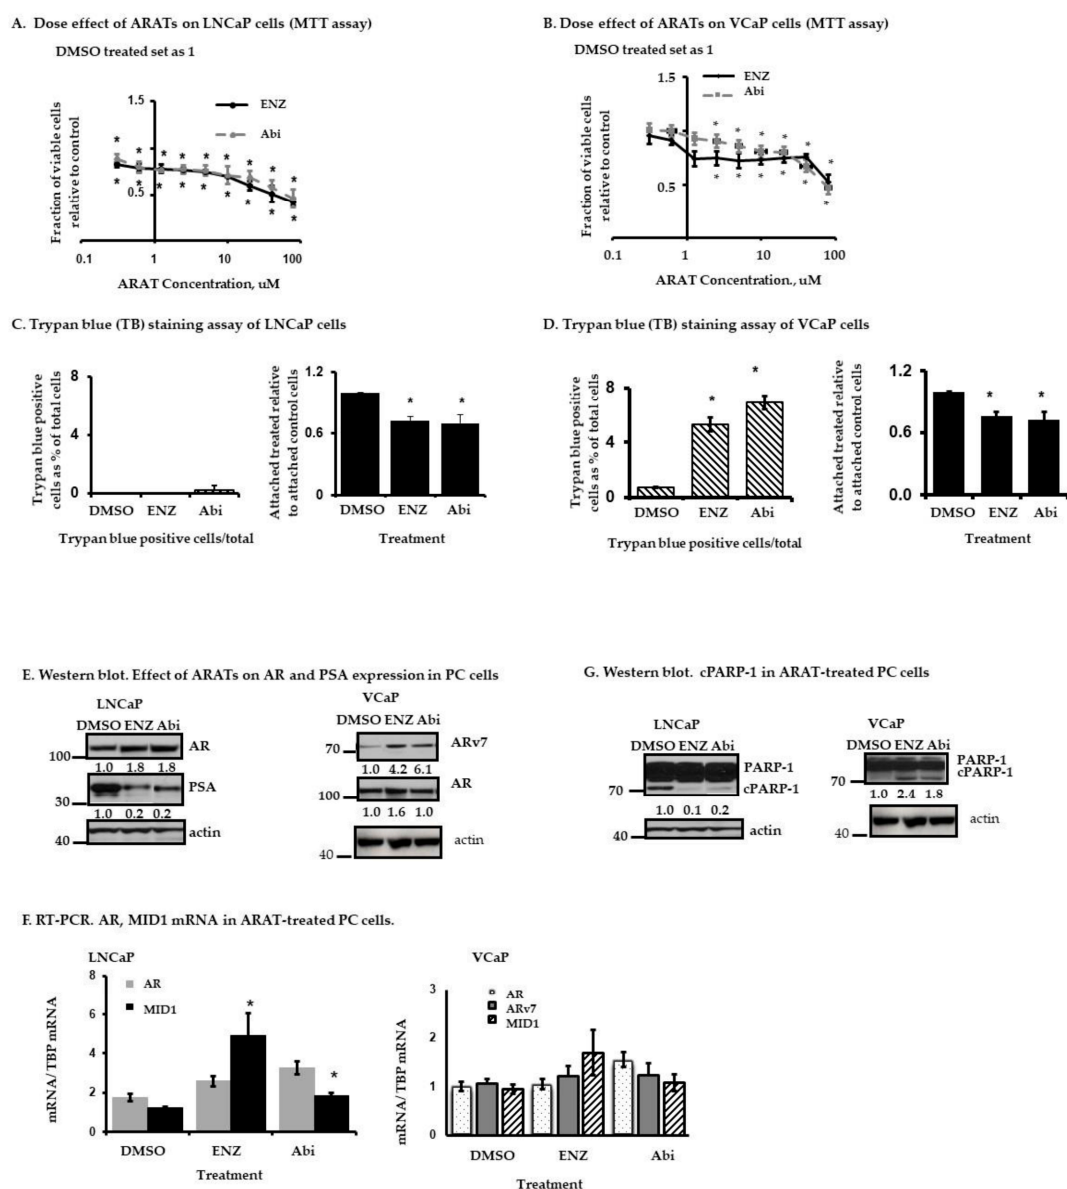 A. Dose effect of ARATs on LNCaP cells (MTT assay)
DMSO treated set as 1
Fraction of viable cells
relative to control
1.5
0.5
ENZ
Abi
* * * * * * * * *
* * * * * * * * *
0.1 1 10 100
ARAT Concentration, uM
B. Dose effect of ARATs on VCaP cells (MTT assay)
DMSO treated set as 1
Fraction of viable cells
relative to control
1.5
0.5
ENZ
Abi
* * * * * *
* * * * * *
0.1 1 10 100
ARAT Concentration., uM
C. Trypan blue (TB) staining assay of LNCaP cells
Trypan blue positive
cells as % of total cells
8
4
0
DMSO ENZ Abi
Trypan blue positive cells/total
Attached treated relative
to attached control cells
1.2
0.6
0
* *
DMSO ENZ Abi
Treatment
D. Trypan blue (TB) staining assay of VCaP cells
Trypan blue positive
cells as % of total cells
8
4
0
* *
DMSO ENZ Abi
Trypan blue positive cells/total
Attached treated relative
to attached control cells
1.2
0.6
0.0
* *
DMSO ENZ Abi
Treatment
E. Western blot. Effect of ARATs on AR and PSA expression in PC cells
LNCaP
DMSO ENZ Abi
100
AR
1.0 1.8 1.8
30
PSA
1.0 0.2 0.2
40
actin
VCaP
DMSO ENZ Abi
70
ARv7
1.0 4.2 6.1
100
AR
1.0 1.6 1.0
40
actin
G. Western blot. cPARP-1 in ARAT-treated PC cells
LNCaP
DMSO ENZ Abi
PARP-1
70
cPARP-1
1.0 0.1 0.2
40
actin
VCaP
DMSO ENZ Abi
PARP-1
cPARP-1
70
1.0 2.4 1.8
40
actin
F. RT-PCR. AR, MID1 mRNA in ARAT-treated PC cells.
LNCaP
mRNA/ TBP mRNA
8
6
4
2
0
AR
MID1
* *
DMSO ENZ Abi
Treatment
VCaP
mRNA/ TBP mRNA
3
2
1
0
AR
ARv7
MID1
DMSO ENZ Abi
Treatment